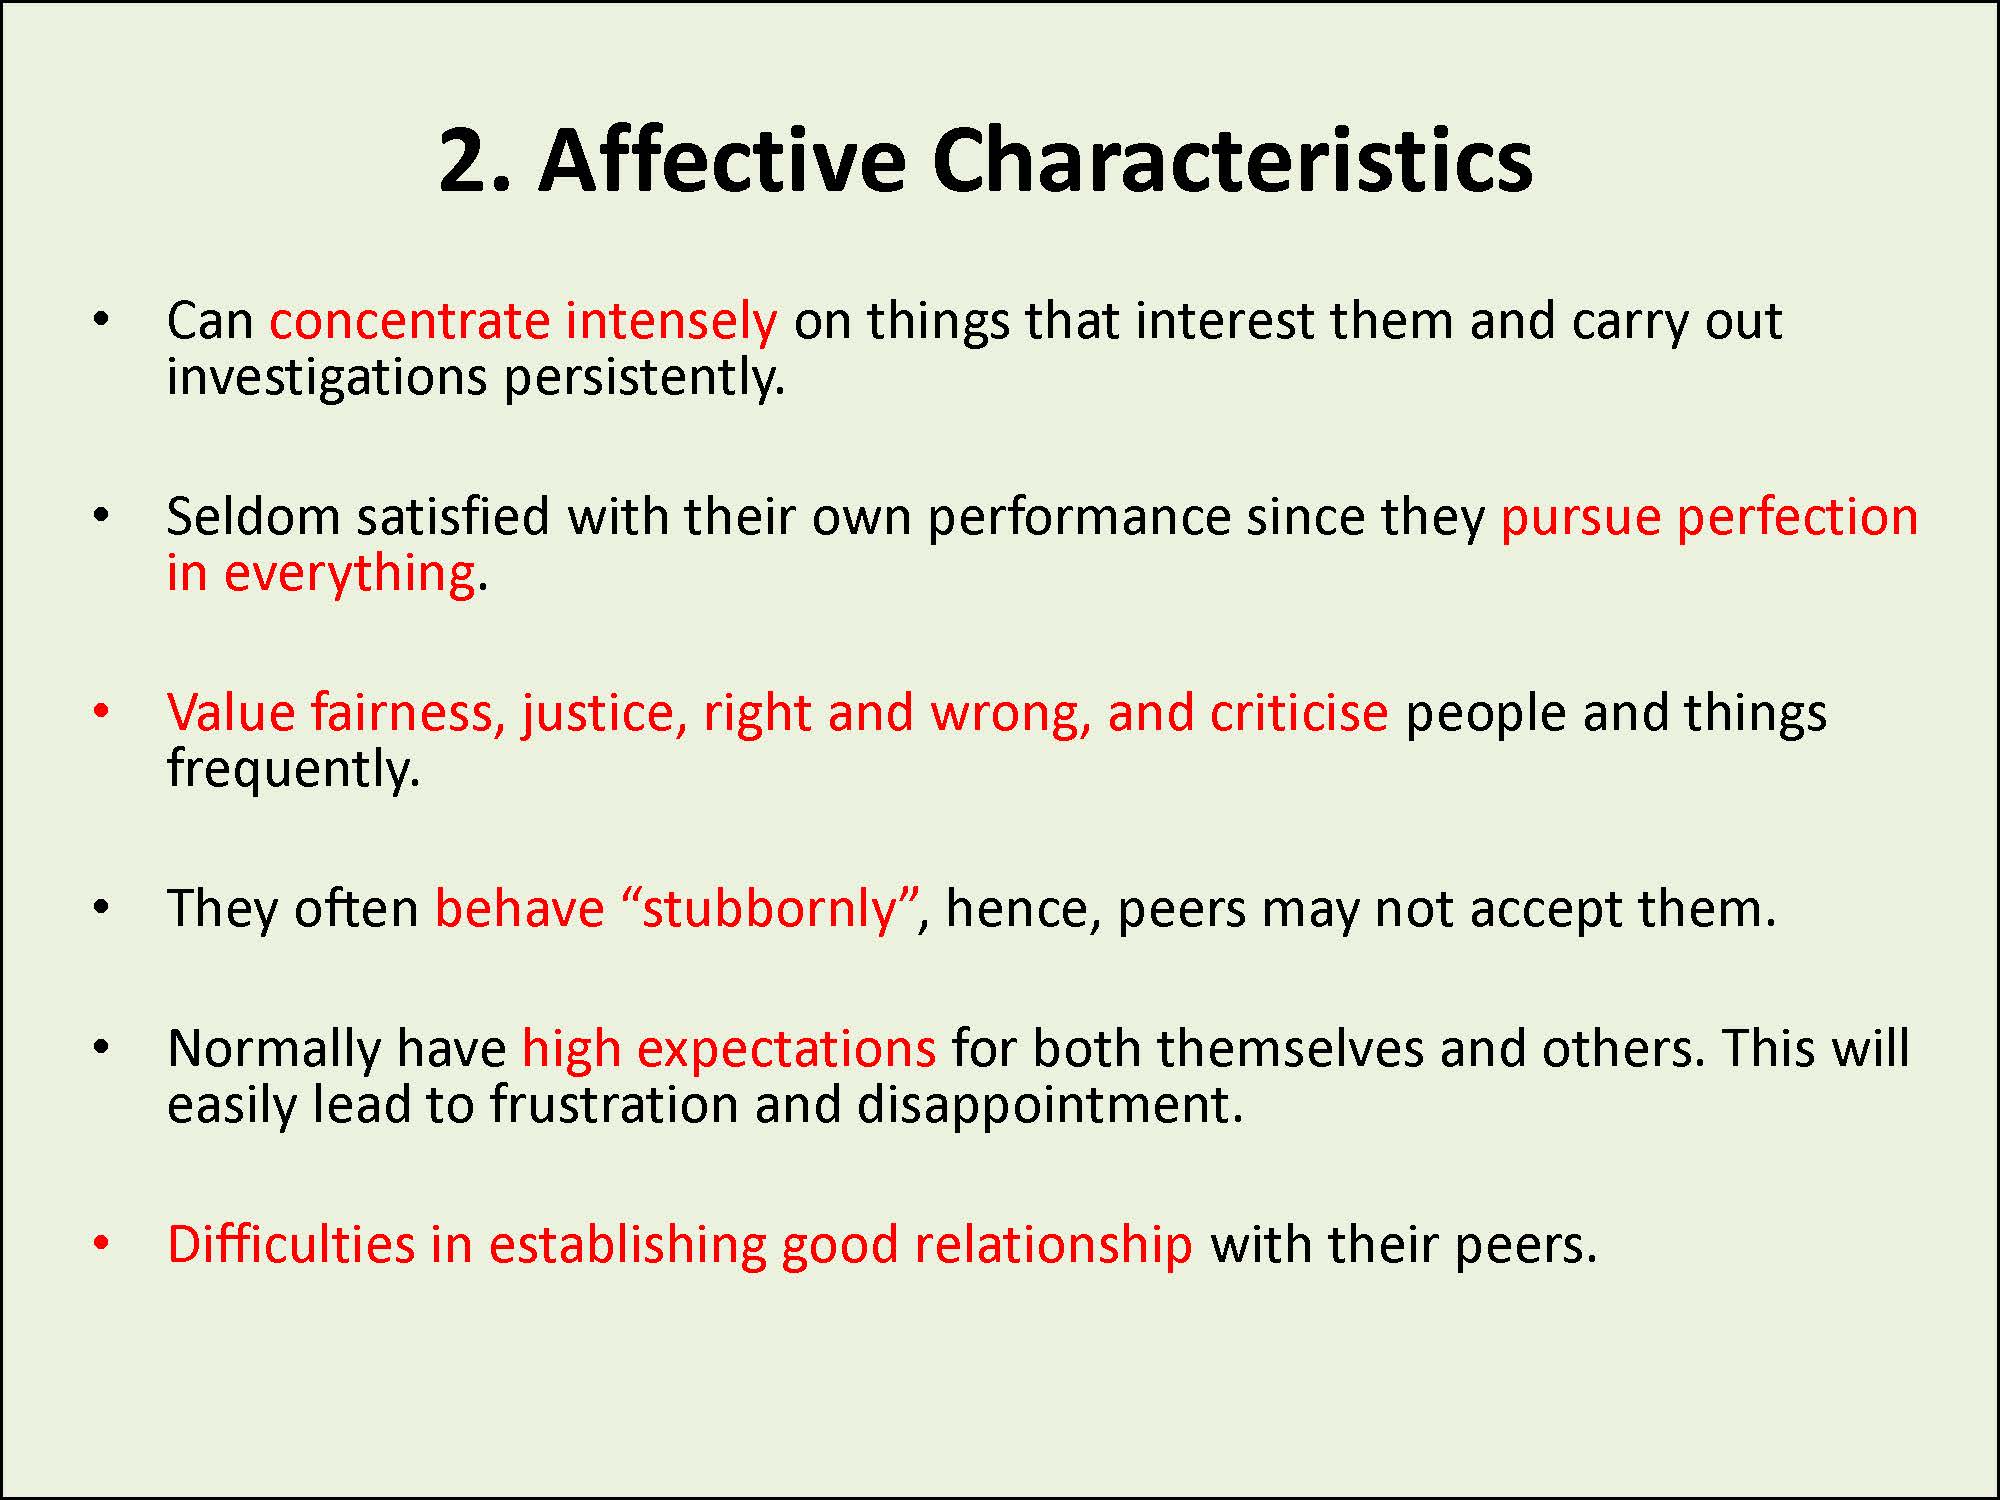 2. Affective Characteristics
• Can concentrate intensely on things that interest them and carry out
investigations persistently.
• Seldom satisfied with their own performance since they pursue perfection
in everything.
• Value fairness, justice, right and wrong, and criticise people and things
frequently.
• They often behave “stubbornly”, hence, peers may not accept them.
• Normally have high expectations for both themselves and others. This will
easily lead to frustration and disappointment.
• Difficulties in establishing good relationship with their peers.